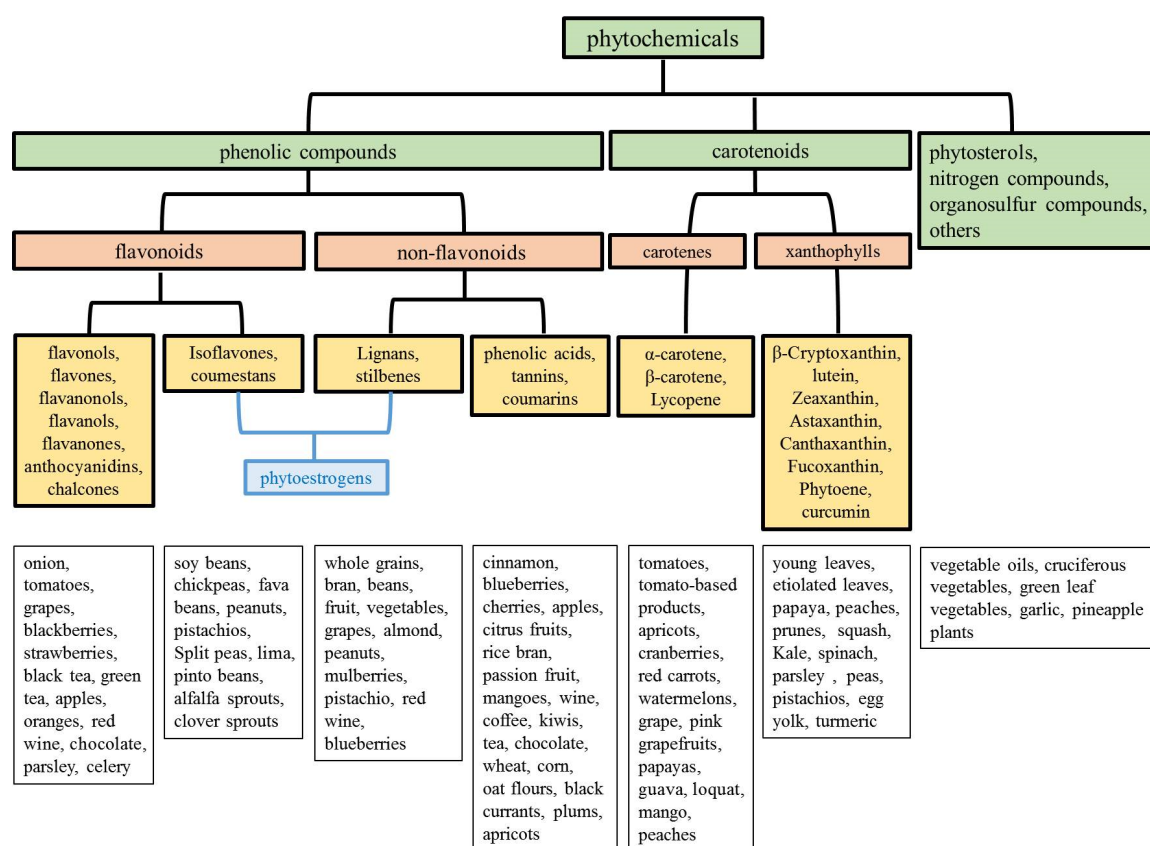 phytochemicals
phenolic compounds
carotenoids
phytosterols,
nitrogen compounds,
organosulfur compounds,
others
flavonoids
non-flavonoids
carotenes
xanthophylls
flavonols,
flavones,
flavanonols,
flavanols,
flavanones,
anthocyanidins,
chalcones
Isoflavones,
coumestans
Lignans,
stilbenes
phenolic acids,
tannins,
coumarins
α-carotene,
β-carotene,
Lycopene
β-Cryptoxanthin,
lutein,
Zeaxanthin,
Astaxanthin,
Canthaxanthin,
Fucoxanthin,
Phytoene,
curcumin
phytoestrogens
onion,
tomatoes,
grapes,
blackberries,
strawberries,
black tea, green
tea, apples,
oranges, red
wine, chocolate,
parsley, celery
soy beans,
chickpeas, fava
beans, peanuts,
pistachios,
Split peas, lima,
pinto beans,
alfalfa sprouts,
clover sprouts
whole grains,
bran, beans,
fruit, vegetables,
grapes, almond,
peanuts,
mulberries,
pistachio, red
wine,
blueberries
cinnamon,
blueberries,
cherries, apples,
citrus fruits,
rice bran,
passion fruit,
mangoes, wine,
coffee, kiwis,
tea, chocolate,
wheat, corn,
oat flours, black
currants, plums,
apricots
tomatoes,
tomato-based
products,
apricots,
cranberries,
red carrots,
watermelons,
grape, pink
grapefruits,
papayas,
guava, loquat,
mango,
peaches
young leaves,
etiolated leaves,
papaya, peaches,
prunes, squash,
Kale, spinach,
parsley , peas,
pistachios, egg
yolk, turmeric
vegetable oils, cruciferous
vegetables, green leaf
vegetables, garlic, pineapple
plants